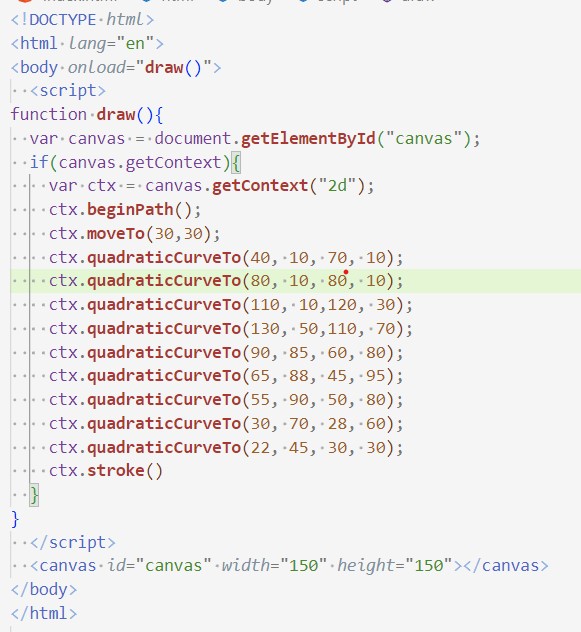 <!DOCTYPE html>
<html lang="en">
<body onload="draw()">
<script>
function draw(){
var canvas = document.getElementById("canvas");
if(canvas.getContext){
var ctx = canvas.getContext("2d");
ctx.beginPath();
ctx.moveTo(30,30);
ctx.quadraticCurveTo(40, 10, 70, 10);
ctx.quadraticCurveTo(80, 10, 80, 10);
ctx.quadraticCurveTo(110, 10,120, 30);
ctx.quadraticCurveTo(130, 50,110, 70);
ctx.quadraticCurveTo(90, 85, 60, 80);
ctx.quadraticCurveTo(65, 88, 45, 95);
ctx.quadraticCurveTo(55, 90, 50, 80);
ctx.quadraticCurveTo(30, 70, 28, 60);
ctx.quadraticCurveTo(22, 45, 30, 30);
ctx.stroke()
}
}
</script>
<canvas id="canvas" width="150" height="150"></canvas>
</body>
</html>